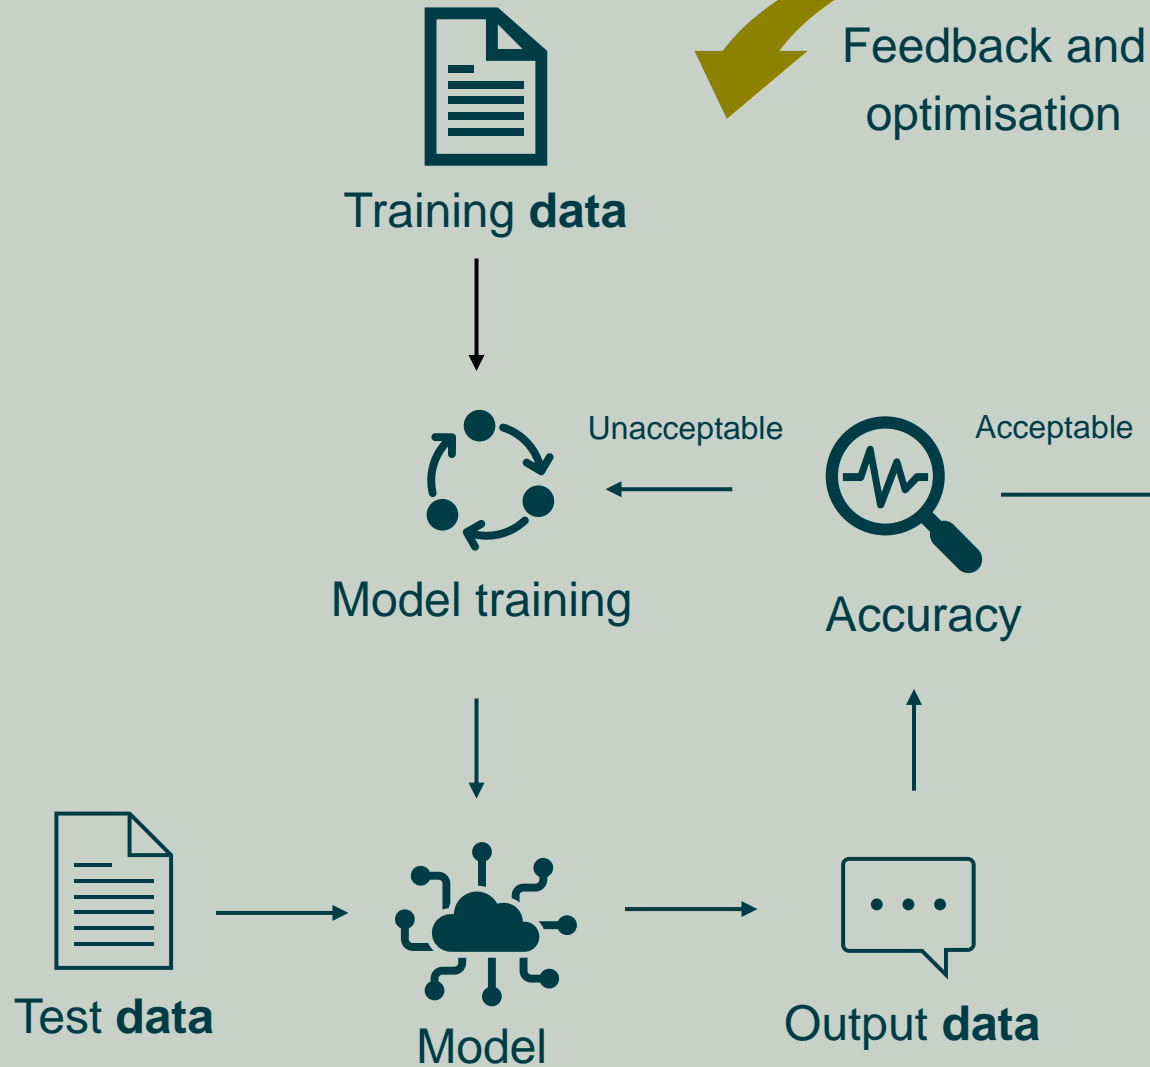 Feedback and
optimisation
Training data
Unacceptable
Acceptable
Model training
Accuracy
Test data
Model
Output data